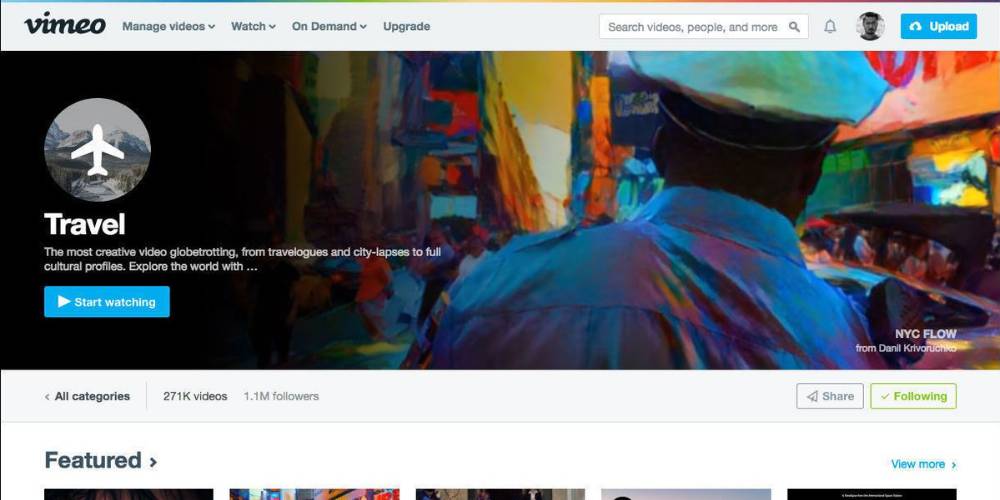 vimeo Manage videos Watch On Demand Upgrade Search videos, people, and more Upload
Travel
The most creative video globetrotting, from travelogues and city-lapses to full
cultural profiles. Explore the world with ...
Start watching
NYC FLOW
from Danil Krivoruchko
All categories 271K videos 1.1M followers Share Following
Featured
View more